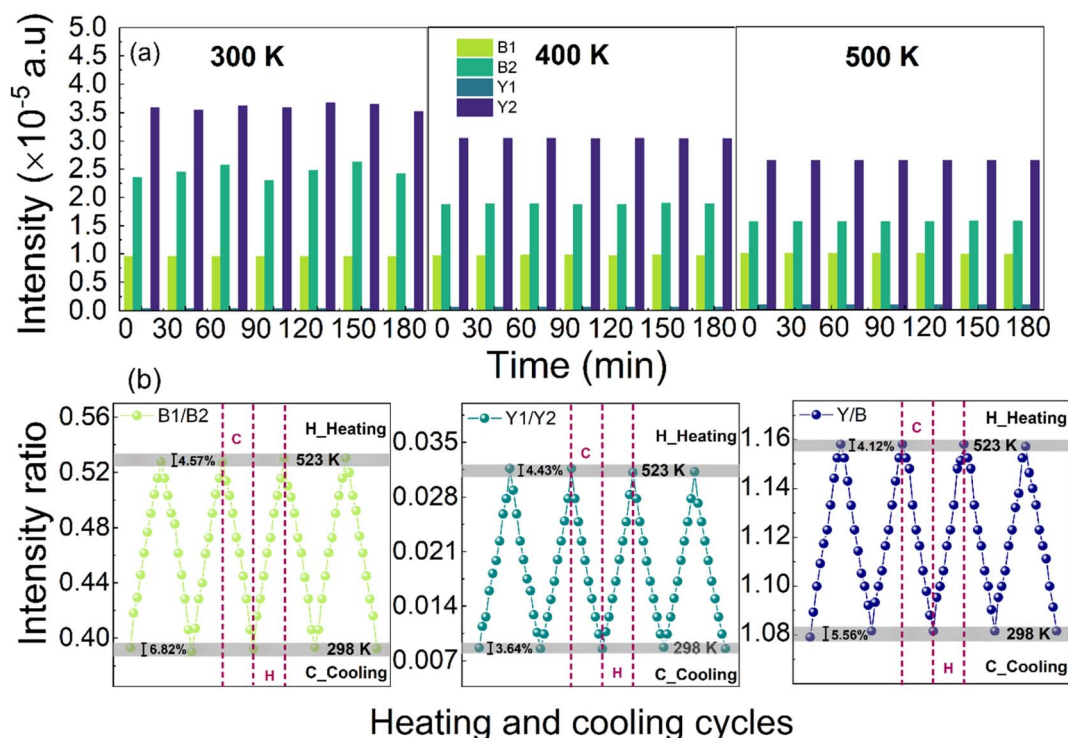 (a)
300 K
400 K
500 K
B1
B2
Y1
Y2
Intensity (×10⁻⁵ a.u)
5.0
4.5
4.0
3.5
3.0
2.5
2.0
1.5
1.0
0.5
0.0
0 30 60 90 120 150 180
0 30 60 90 120 150 180
0 30 60 90 120 150 180
Time (min)
(b)
Intensity ratio
0.56
0.52
0.48
0.44
0.40
B1/B2
C
H_Heating
4.57%
523 K
6.82%
298 K
H
C_Cooling
0.035
0.028
0.021
0.014
0.007
Y1/Y2
C
H_Heating
4.43%
523 K
3.64%
298 K
H
C_Cooling
1.16
1.14
1.12
1.10
1.08
Y/B
C
H_Heating
4.12%
523 K
5.56%
298 K
H
C_Cooling
Heating and cooling cycles